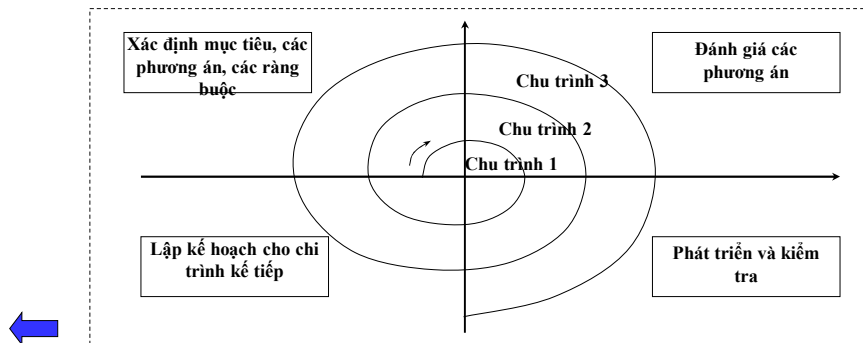 Xác định mục tiêu, các
phương án, các ràng
buộc
Đánh giá các
phương án
Chu trình 3
Chu trình 2
Chu trình 1
Lập kế hoạch cho chi
trình kế tiếp
Phát triển và kiểm
tra